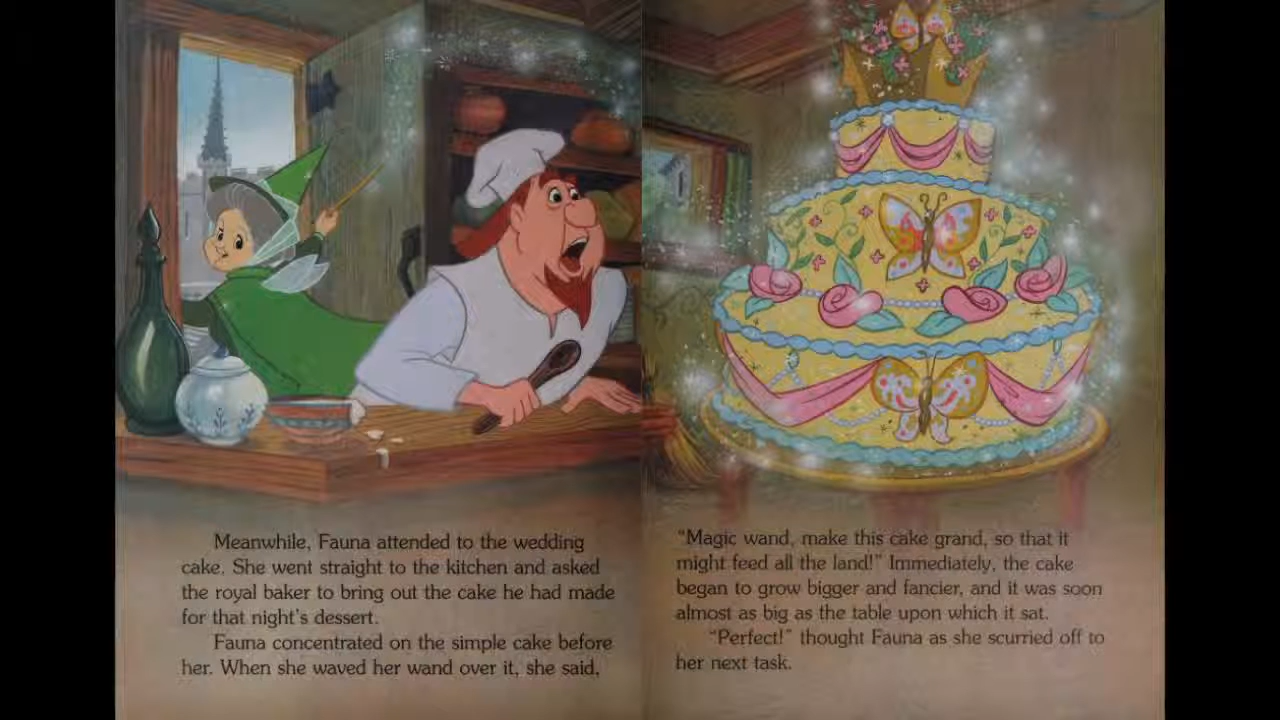 Meanwhile, Fauna attended to the wedding
cake. She went straight to the kitchen and asked
the royal baker to bring out the cake he had made
for that night's dessert.
Fauna concentrated on the simple cake before
her. When she waved her wand over it, she said,
“Magic wand, make this cake grand, so that it
might feed all the land!” Immediately, the cake
began to grow bigger and fancier, and it was soon
almost as big as the table upon which it sat.
“Perfect!” thought Fauna as she scurried off to
her next task.